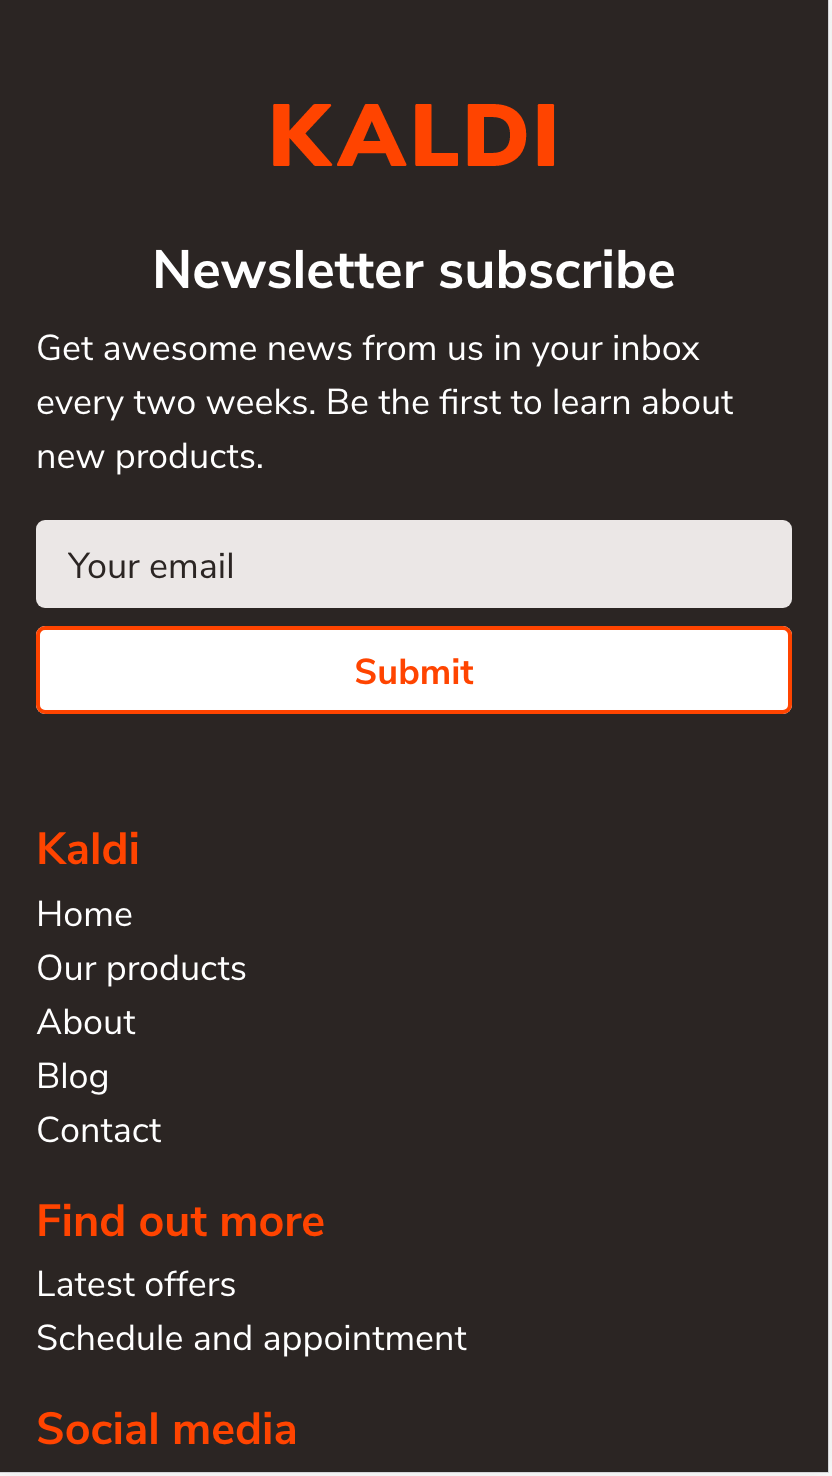 KALDI
Newsletter subscribe
Get awesome news from us in your inbox
every two weeks. Be the first to learn about
new products.
Your email
Submit
Kaldi
Home
Our products
About
Blog
Contact
Find out more
Latest offers
Schedule and appointment
Social media